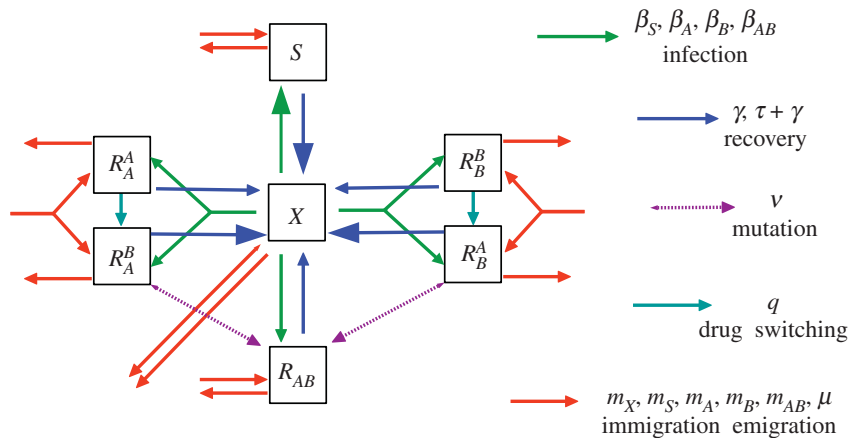 S
β_S, β_A, β_B, β_AB
infection
γ, τ + γ
recovery
R_A^A
R_B^B
X
ν
mutation
R_A^B
R_B^A
q
drug switching
R_AB
m_X, m_S, m_A, m_B, m_AB, μ
immigration emigration